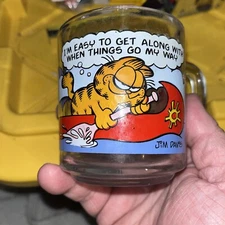 I'M EASY TO GET ALONG WITH
WHEN THINGS GO MY WAY
JIM DAVIS